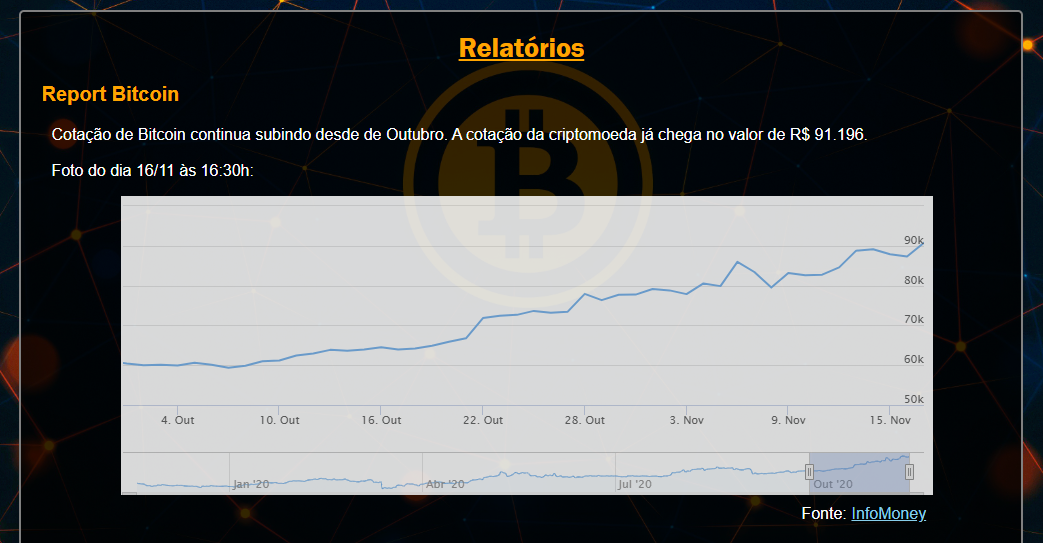 Relatórios
Report Bitcoin
Cotação de Bitcoin continua subindo desde de Outubro. A cotação da criptomoeda já chega no valor de R$ 91.196.
Foto do dia 16/11 às 16:30h:
90k
80k
70k
60k
50k
4. Out 10. Out 16. Out 22. Out 28. Out 3. Nov 9. Nov 15. Nov
Jan '20 Abr '20 Jul '20 Out '20
Fonte: InfoMoney